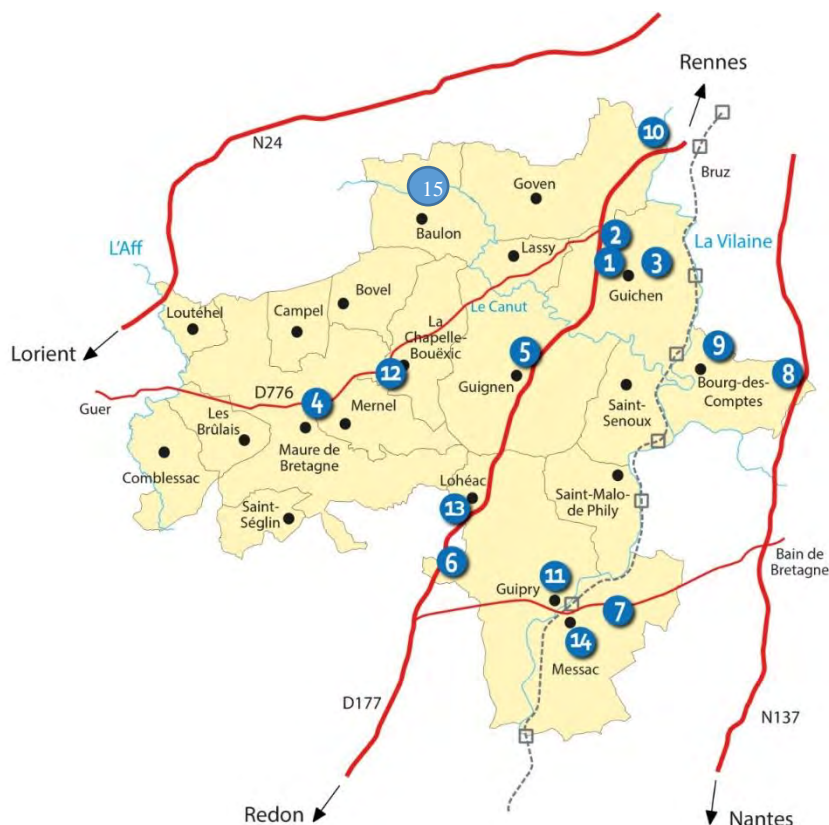 Rennes
N24
10
Bruz
15
Goven
Baulon
2
La Vilaine
L'Aff
Lassy
1
3
Guichen
Bovel
Loutéhel
Campel
Le Canut
La
Chapelle-
Bouëxic
Lorient
5
9
12
Guignen
Bourg-des-
Comptes
8
D776
4
Guer
Mernel
Saint-
Senoux
Les
Brûlais
Maure de
Bretagne
Comblessac
Lohéac
Saint-Malo-
de Phily
Saint-
Séglin
13
6
Bain de
Bretagne
11
Guipry
7
14
Messac
D177
N137
Redon
Nantes